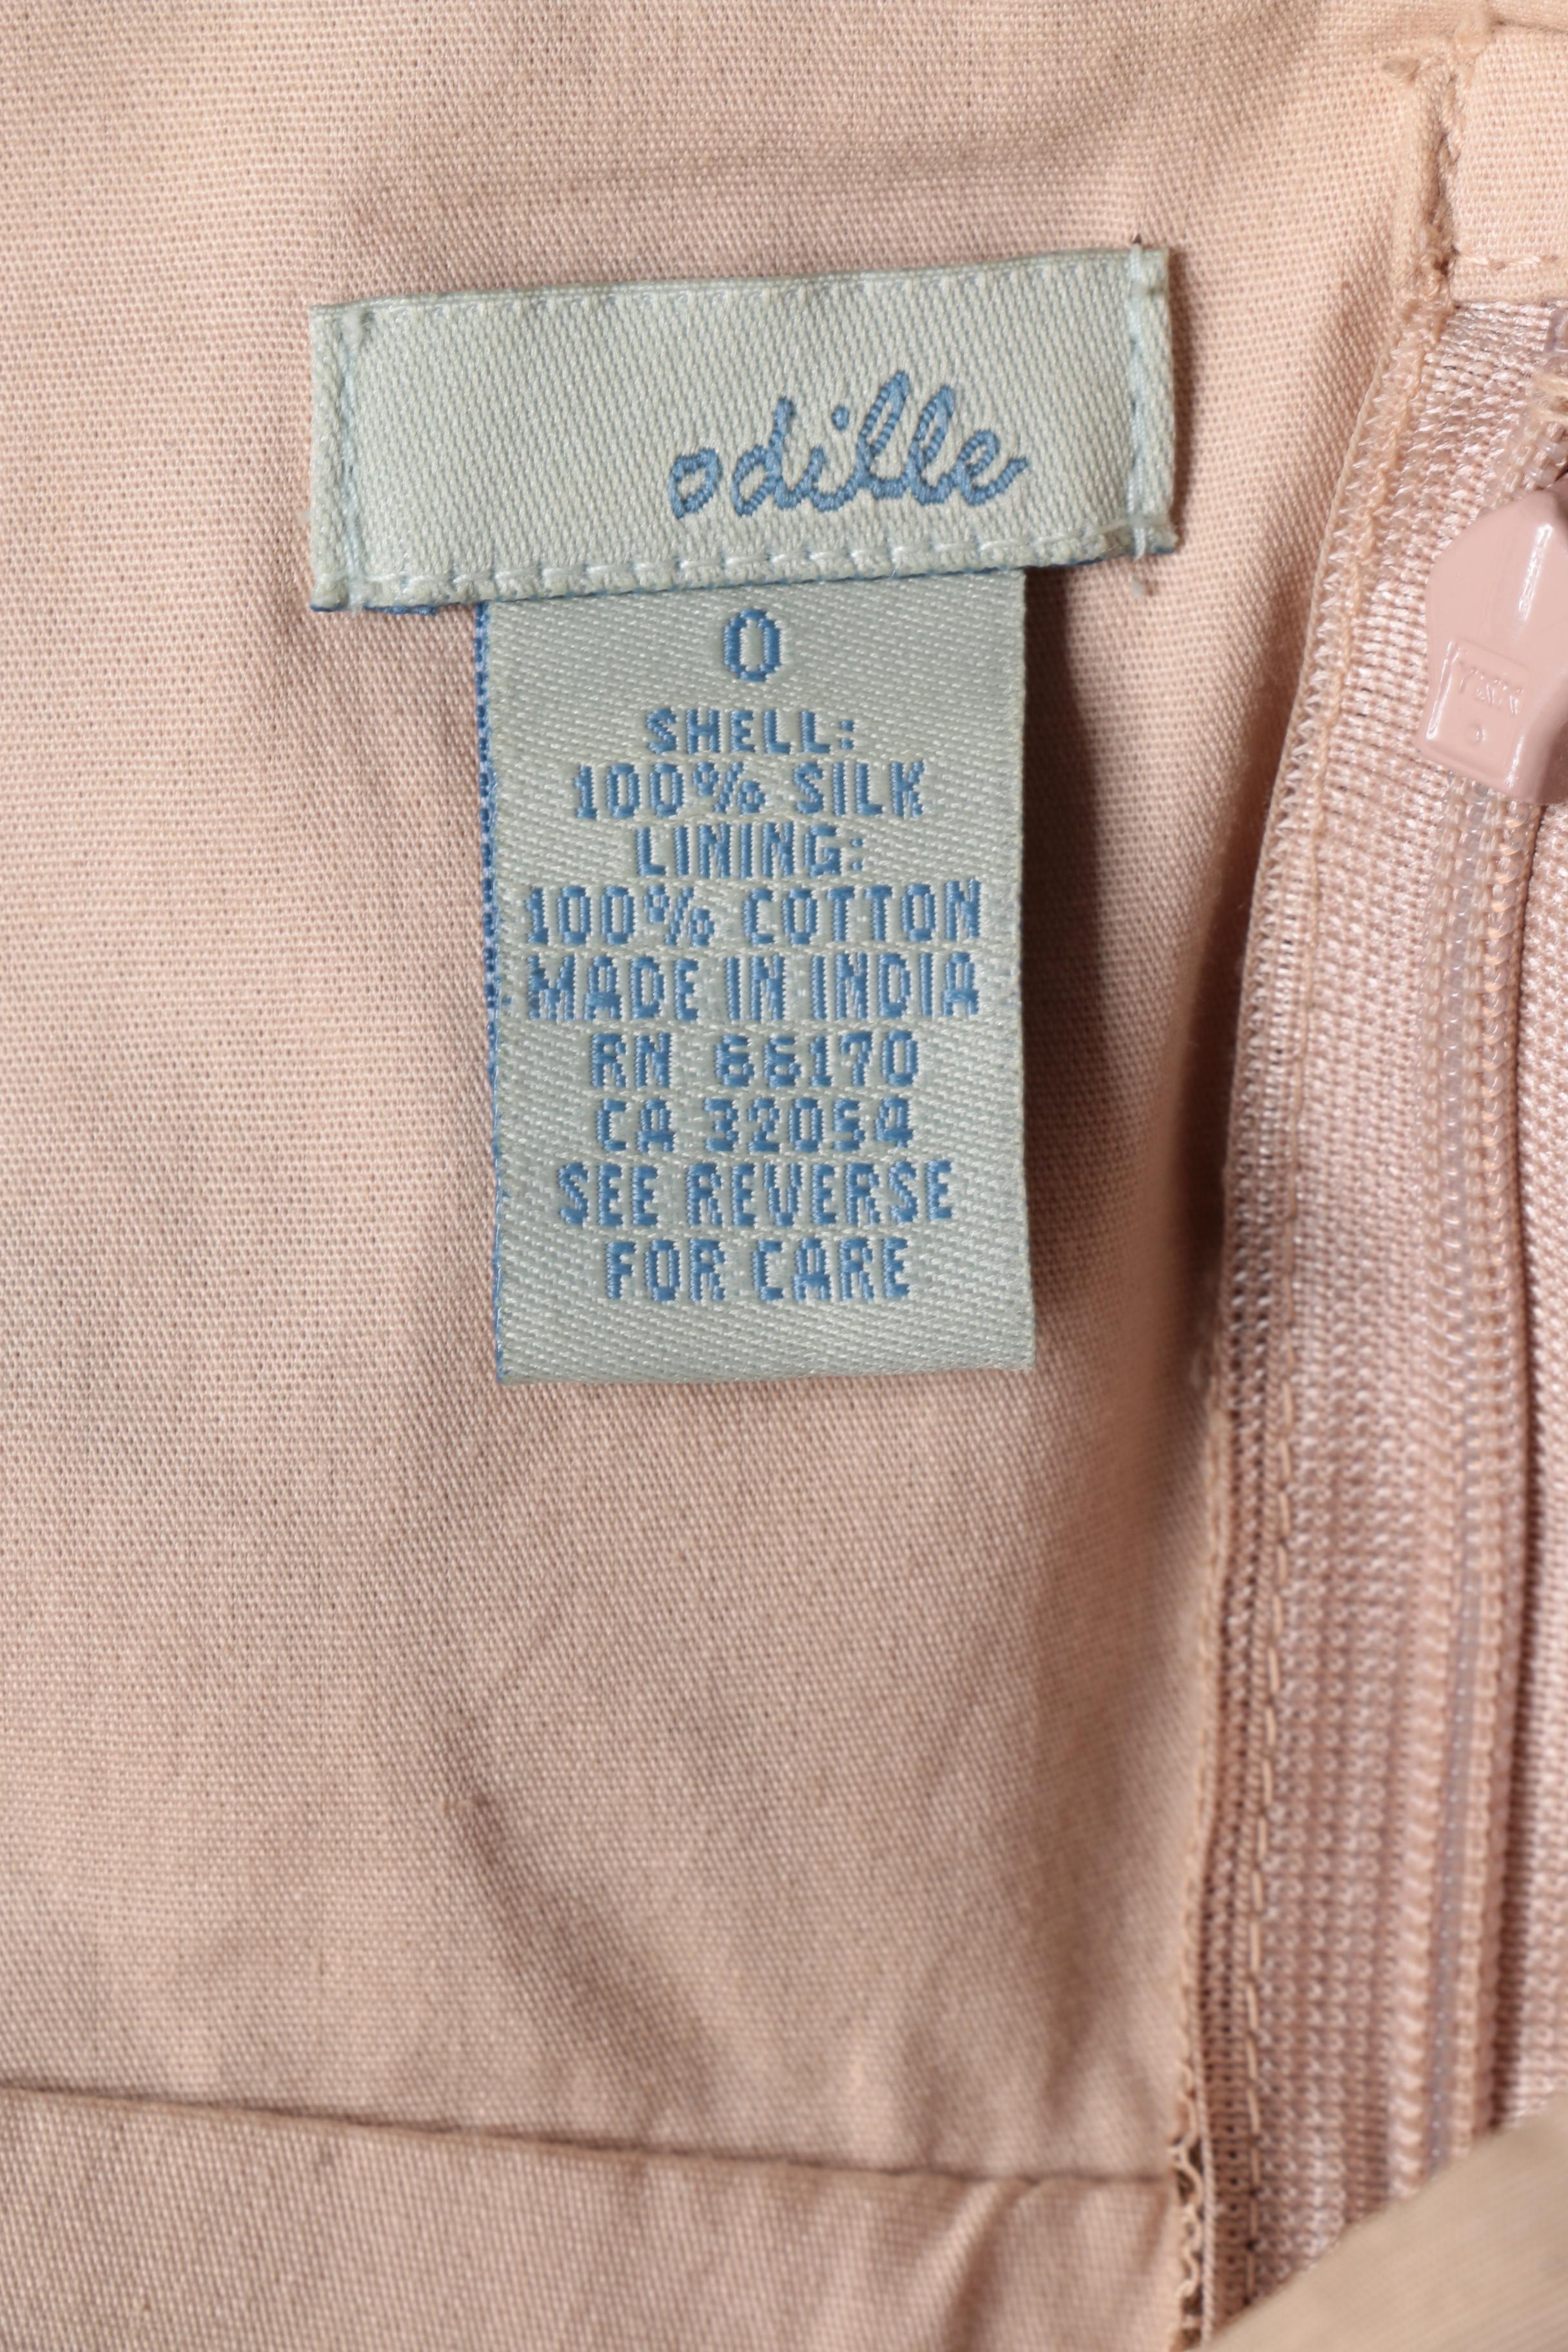 odille
0
SHELL:
100% SILK
LINING:
100% COTTON
MADE IN INDIA
RN 66170
CA 32054
SEE REVERSE
FOR CARE